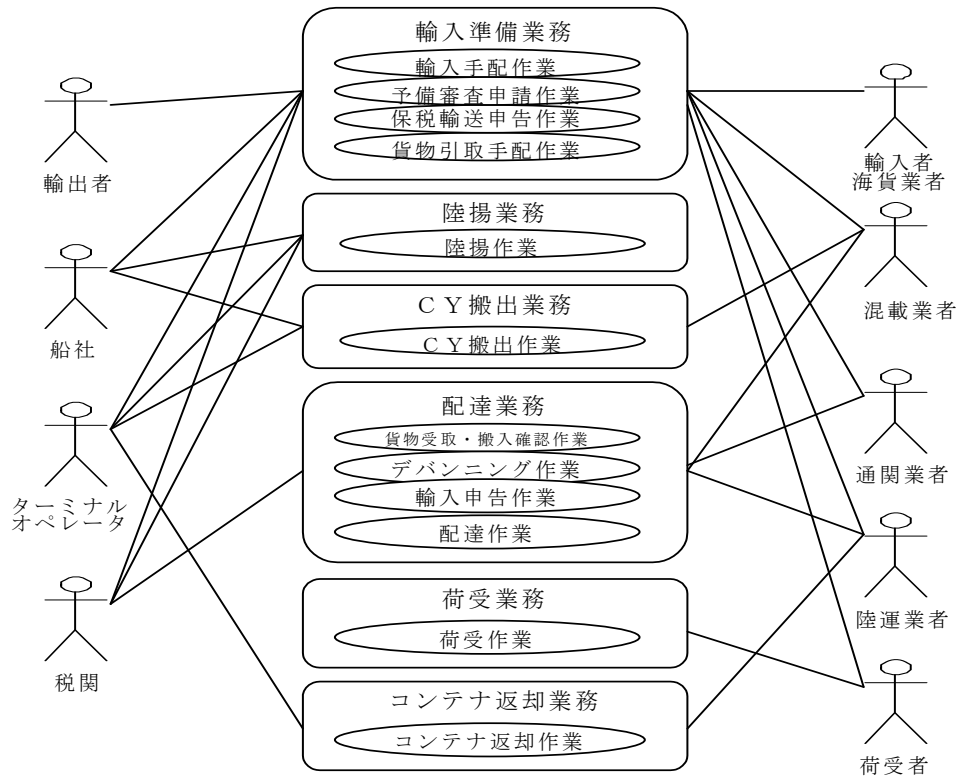 輸入準備業務
輸入手配作業
予備審査申請作業
保税輸送申告作業
貨物引取手配作業
陸揚業務
陸揚作業
ＣＹ搬出業務
ＣＹ搬出作業
配達業務
貨物受取・搬入確認作業
デバンニング作業
輸入申告作業
配達作業
荷受業務
荷受作業
コンテナ返却業務
コンテナ返却作業
輸出者
船社
ターミナル
オペレータ
税関
輸入者
海貨業者
混載業者
通関業者
陸運業者
荷受者